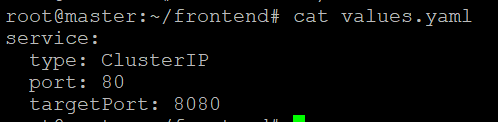 root@master:~/frontend# cat values.yaml
service:
  type: ClusterIP
  port: 80
  targetPort: 8080